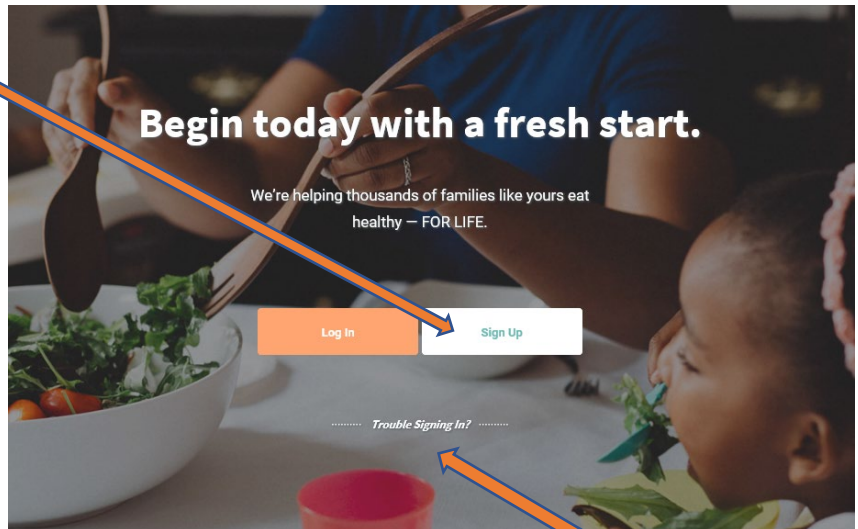 Begin today with a fresh start.
We're helping thousands of families like yours eat
healthy — FOR LIFE.
Log In
Sign Up
Trouble Signing In?